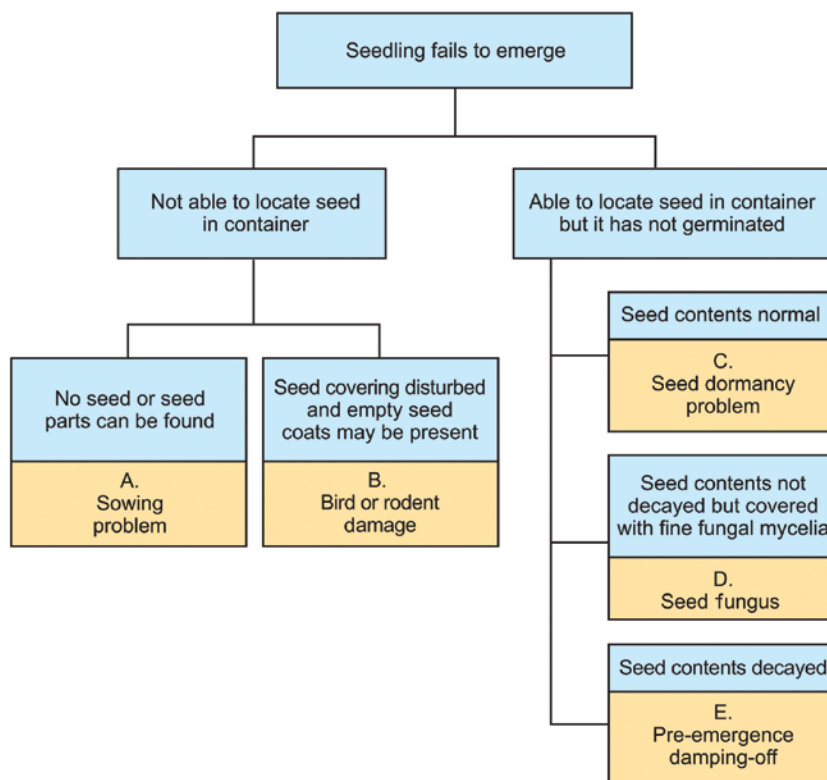 Seedling fails to emerge
Not able to locate seed
in container
Able to locate seed in container
but it has not germinated
No seed or seed
parts can be found
A.
Sowing
problem
Seed covering disturbed
and empty seed
coats may be present
B.
Bird or rodent
damage
Seed contents normal
C.
Seed dormancy
problem
Seed contents not
decayed but covered
with fine fungal mycelia
D.
Seed fungus
Seed contents decayed
E.
Pre-emergence
damping-off